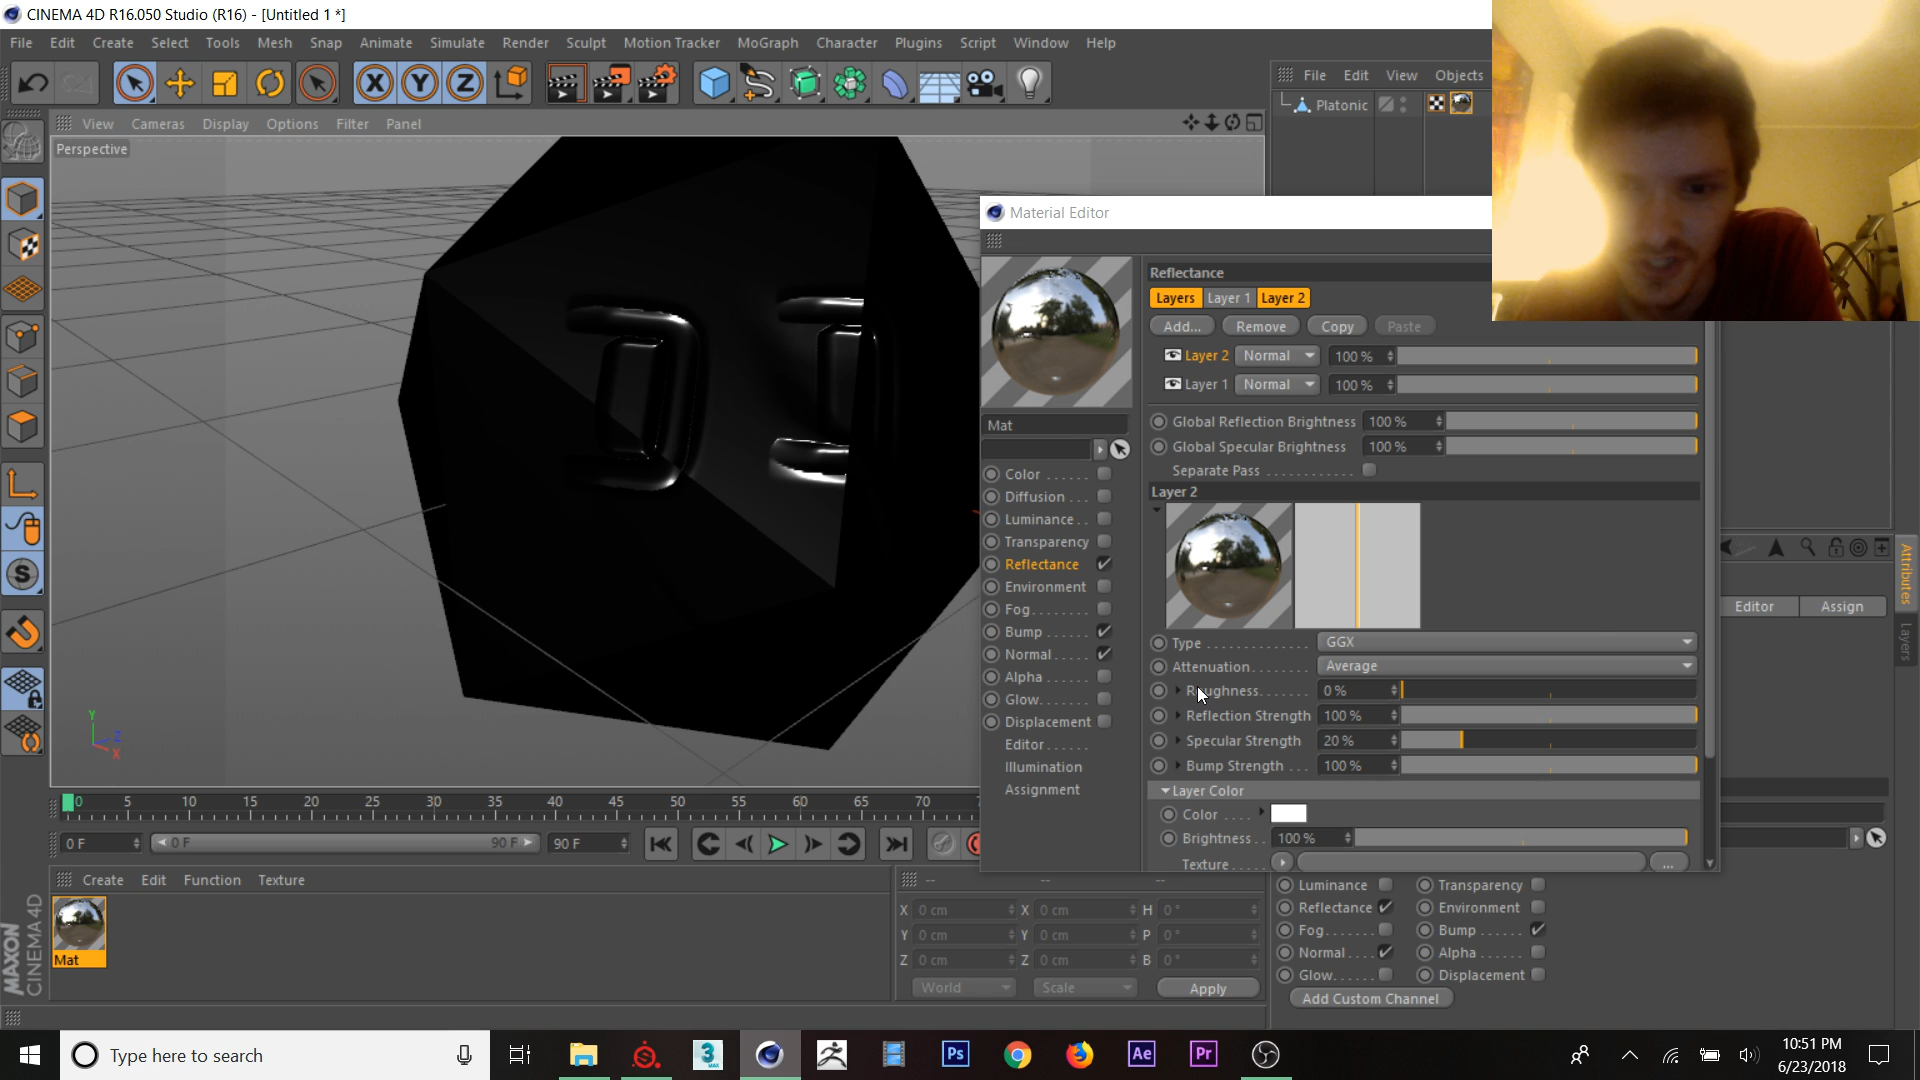 CINEMA 4D R16.050 Studio (R16) - [Untitled 1 *]
File Edit Create Select Tools Mesh Snap Animate Simulate Render Sculpt Motion Tracker MoGraph Character Plugins Script Window Help
File Edit View Objects
Platonic
View Cameras Display Options Filter Panel
Perspective
Material Editor
Reflectance
Layers Layer 1 Layer 2
Add... Remove Copy Paste
Layer 2 Normal 100 %
Layer 1 Normal 100 %
Global Reflection Brightness 100 %
Global Specular Brightness 100 %
Separate Pass
Layer 2
Type GGX
Attenuation Average
Roughness 0 %
Reflection Strength 100 %
Specular Strength 20 %
Bump Strength 100 %
Layer Color
Color
Brightness 100 %
Texture ...
Mat
Color
Diffusion
Luminance
Transparency
Reflectance
Environment
Fog
Bump
Normal
Alpha
Glow
Displacement
Editor
Illumination
Assignment
Editor Assign
Attributes
Layers
X Y Z
Y Z X
0 5 10 15 20 25 30 35 40 45 50 55 60 65 70
0 F 0 F 90 F 90 F
Create Edit Function Texture
Mat
MAXON CINEMA 4D
-- -- --
X 0 cm X 0 cm H 0 °
Y 0 cm Y 0 cm P 0 °
Z 0 cm Z 0 cm B 0 °
World Scale Apply
Luminance Transparency
Reflectance Environment
Fog Bump
Normal Alpha
Glow Displacement
Add Custom Channel
Type here to search
3 Ps Ae Pr
10:51 PM
6/23/2018